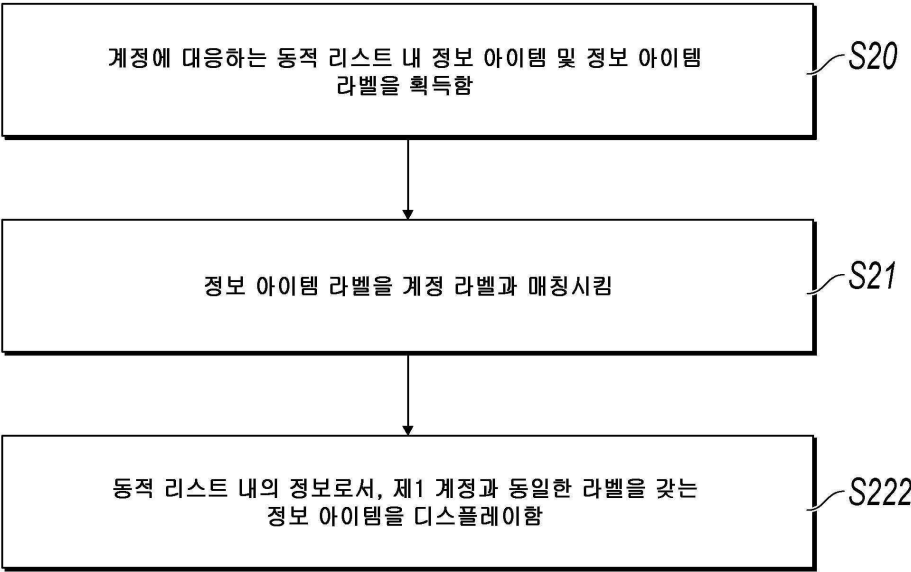 계정에 대응하는 동적 리스트 내 정보 아이템 및 정보 아이템
라벨을 획득함
S20
정보 아이템 라벨을 계정 라벨과 매칭시킴
S21
동적 리스트 내의 정보로서, 제1 계정과 동일한 라벨을 갖는
정보 아이템을 디스플레이함
S222